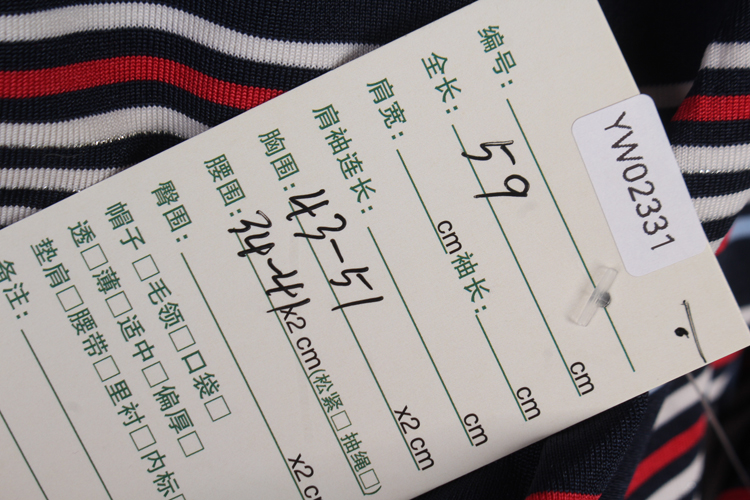 编号: YW02331
全长: 59 cm
肩宽: cm 袖长: cm
肩袖连长: cm
胸围: 43-51 x2 cm
腰围: 34-41 x2 cm(松紧□ 抽绳□)
臀围: x2 c
帽子□毛领□口袋□
透□薄□适中□偏厚□
垫肩□腰带□里衬□内标
备注: